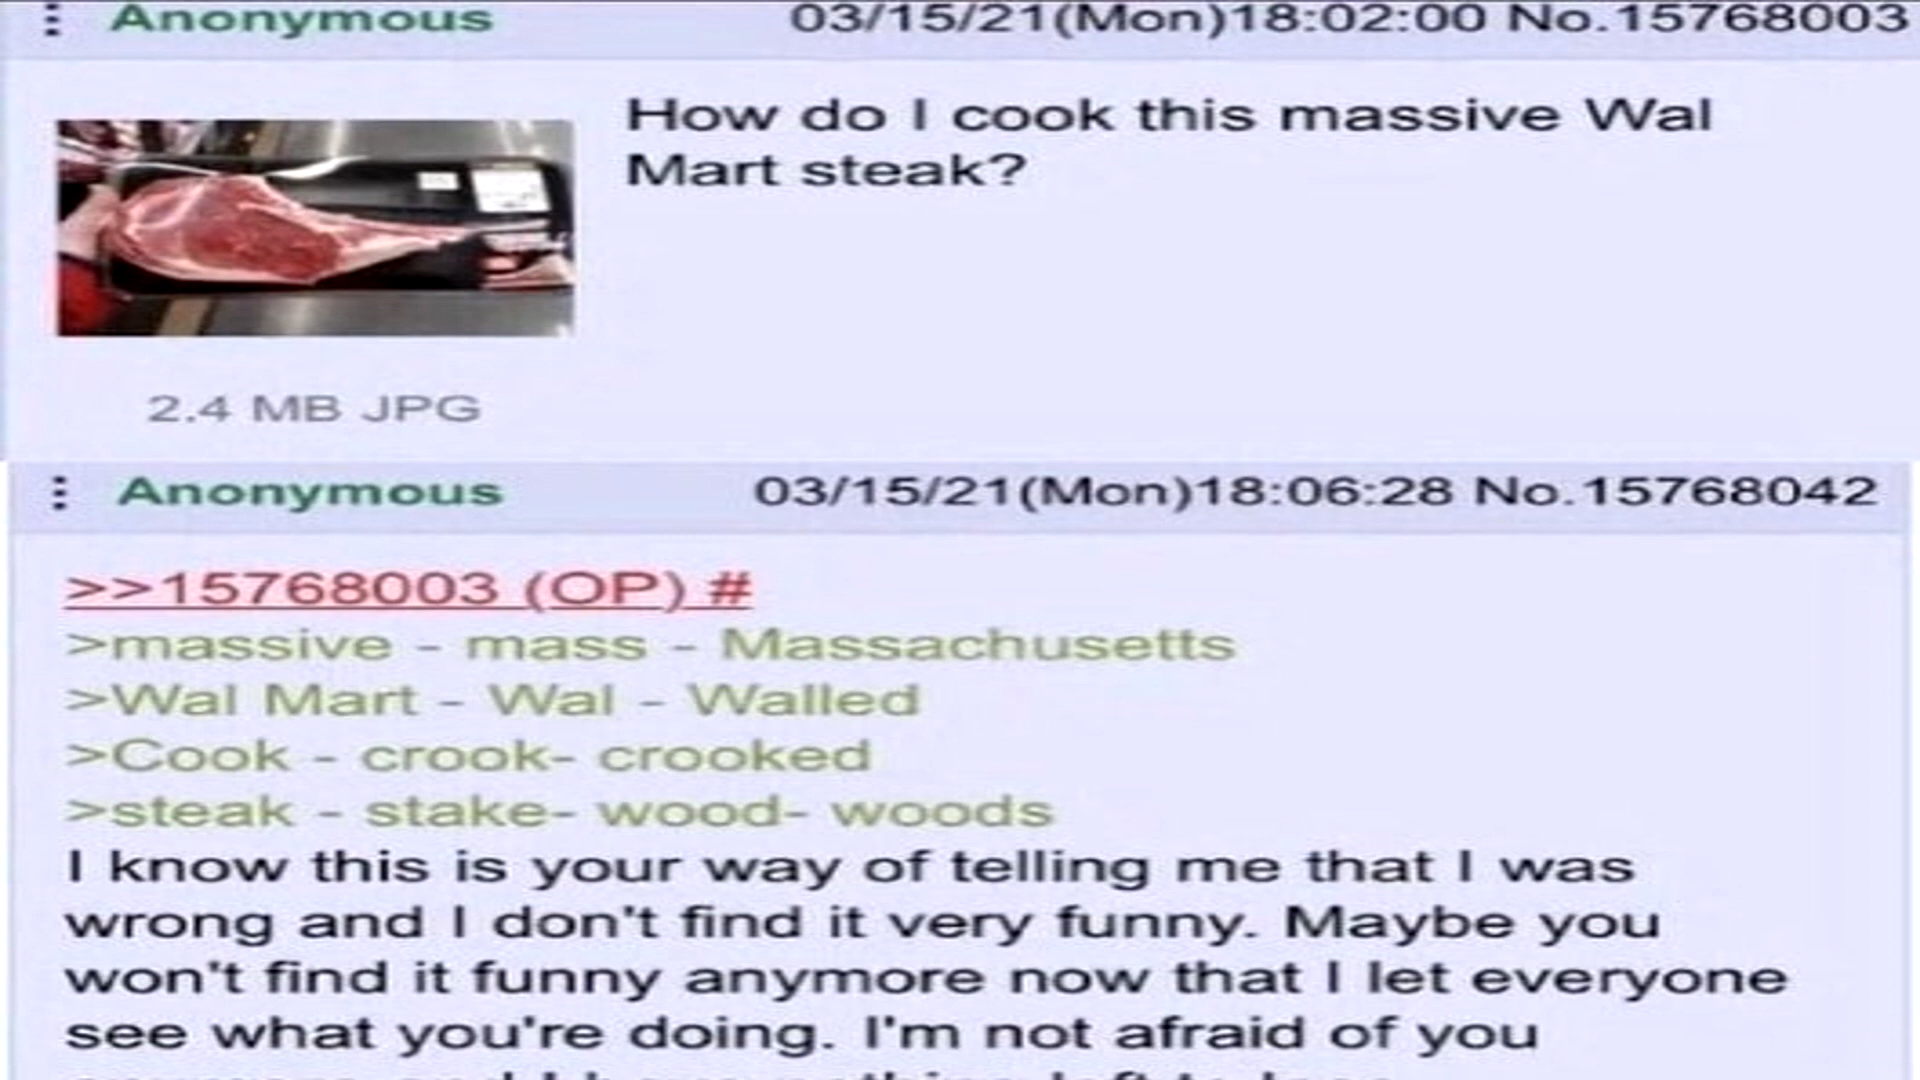 Anonymous 03/15/21(Mon)18:02:00 No.15768003
How do I cook this massive Wal
Mart steak?
2.4 MB JPG
Anonymous 03/15/21(Mon)18:06:28 No.15768042
>>15768003 (OP) #
>massive - mass - Massachusetts
>Wal Mart - Wal - Walled
>Cook - crook- crooked
>steak - stake- wood- woods
I know this is your way of telling me that I was
wrong and I don't find it very funny. Maybe you
won't find it funny anymore now that I let everyone
see what you're doing. I'm not afraid of you